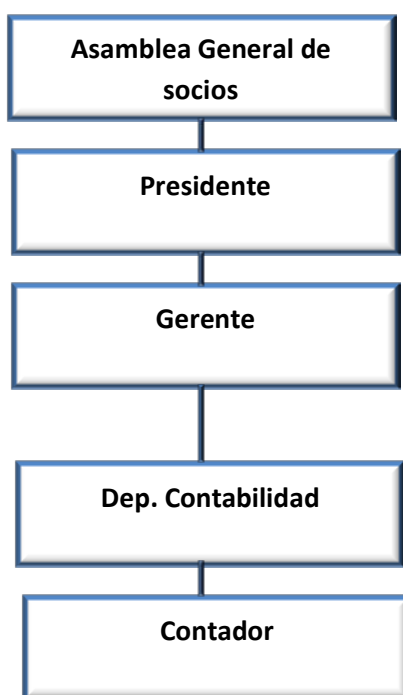 Asamblea General de
socios
Presidente
Gerente
Dep. Contabilidad
Contador